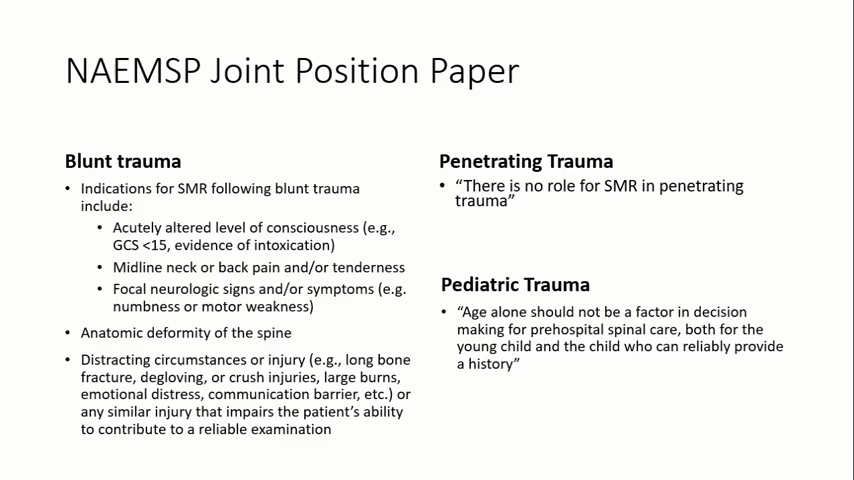 NAEMSP Joint Position Paper
Blunt trauma
• Indications for SMR following blunt trauma
include:
• Acutely altered level of consciousness (e.g.,
GCS <15, evidence of intoxication)
• Midline neck or back pain and/or tenderness
• Focal neurologic signs and/or symptoms (e.g.
numbness or motor weakness)
• Anatomic deformity of the spine
• Distracting circumstances or injury (e.g., long bone
fracture, degloving, or crush injuries, large burns,
emotional distress, communication barrier, etc.) or
any similar injury that impairs the patient’s ability
to contribute to a reliable examination
Penetrating Trauma
• “There is no role for SMR in penetrating
trauma”
Pediatric Trauma
• “Age alone should not be a factor in decision
making for prehospital spinal care, both for the
young child and the child who can reliably provide
a history”